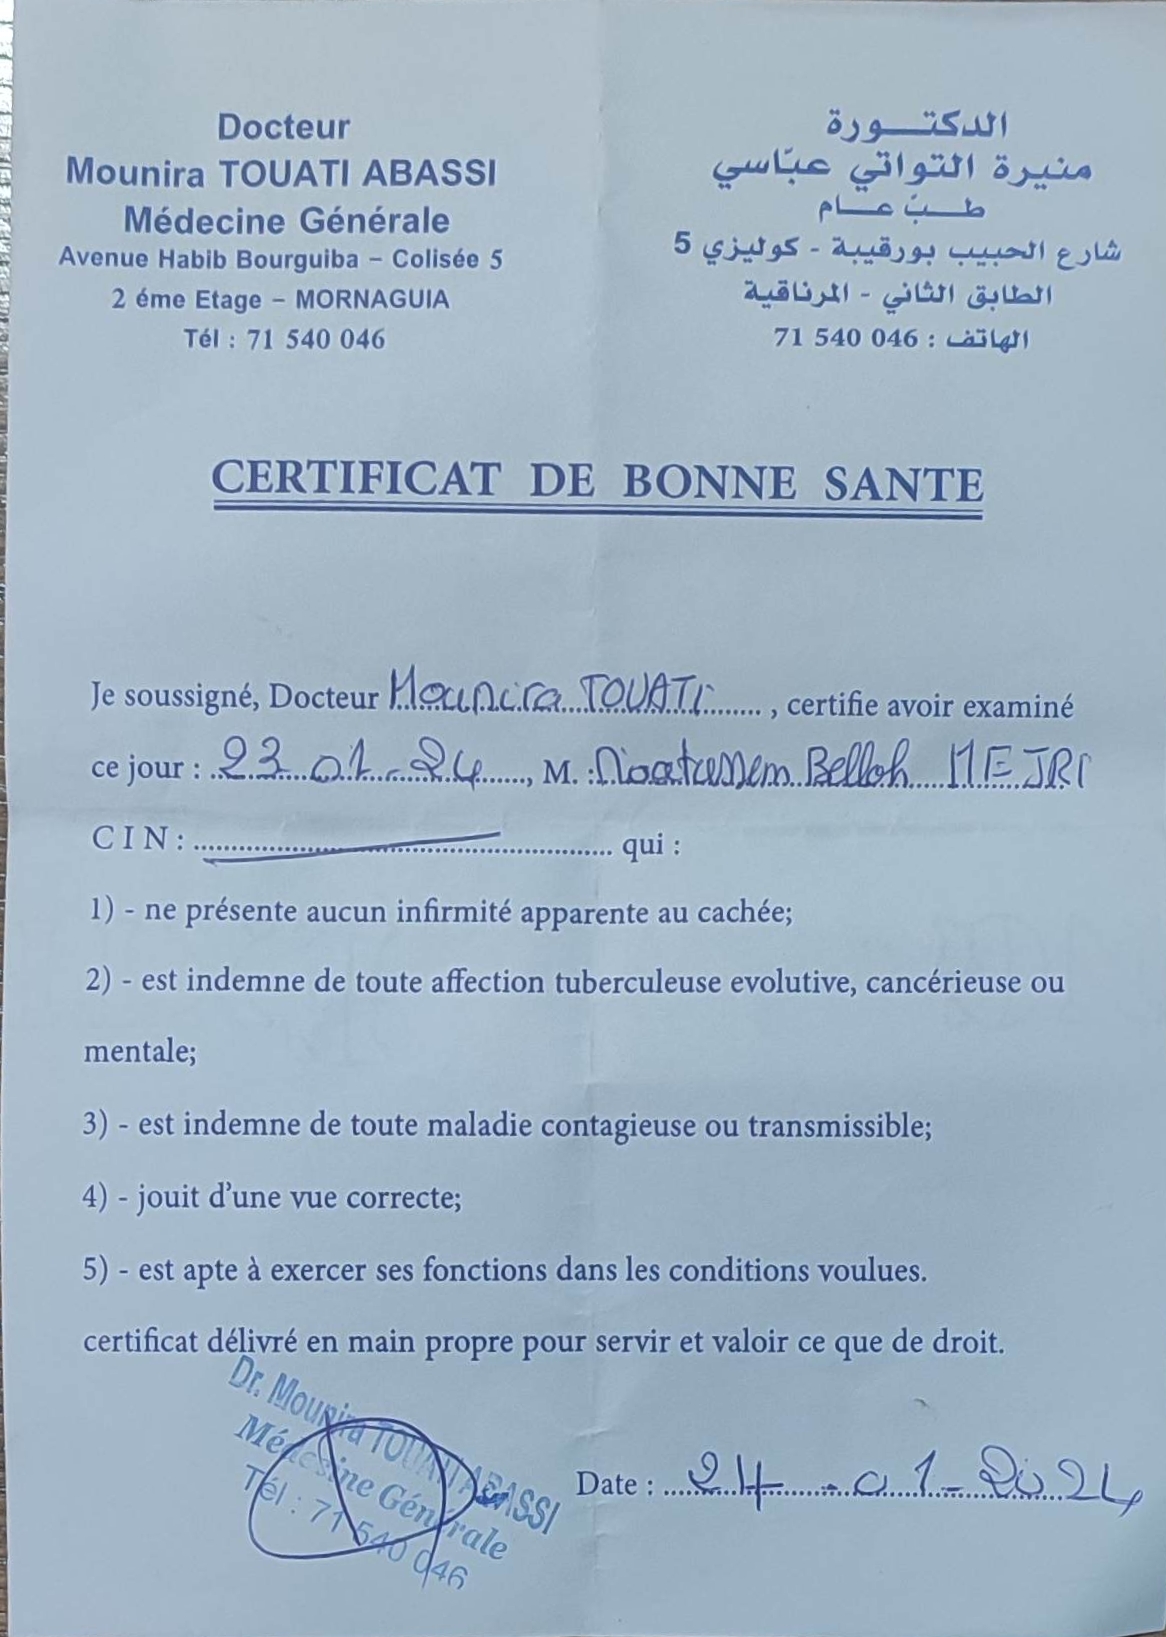 Docteur
Mounira TOUATI ABASSI
Médecine Générale
Avenue Habib Bourguiba – Colisée 5
2 éme Etage – MORNAGUIA
Tél : 71 540 046
الدكتـــورة
منيرة التواتي عبّاسي
طــبّ عــام
شارع الحبيب بورقيبة - كوليزي 5
الطابق الثاني - المرناقية
الهاتف : 046 540 71
CERTIFICAT DE BONNE SANTE
Je soussigné, Docteur Mounira TOUATI , certifie avoir examiné
ce jour : 23 01-24, M. : Belloh MEJRI
CIN : qui :
1) - ne présente aucun infirmité apparente au cachée;
2) - est indemne de toute affection tuberculeuse evolutive, cancérieuse ou
mentale;
3) - est indemne de toute maladie contagieuse ou transmissible;
4) - jouit d'une vue correcte;
5) - est apte à exercer ses fonctions dans les conditions voulues.
certificat délivré en main propre pour servir et valoir ce que de droit.
Dr. Mounira TOUATI ABASSI
Médecine Générale
Tél : 71 540 046
Date : 24-01-2024